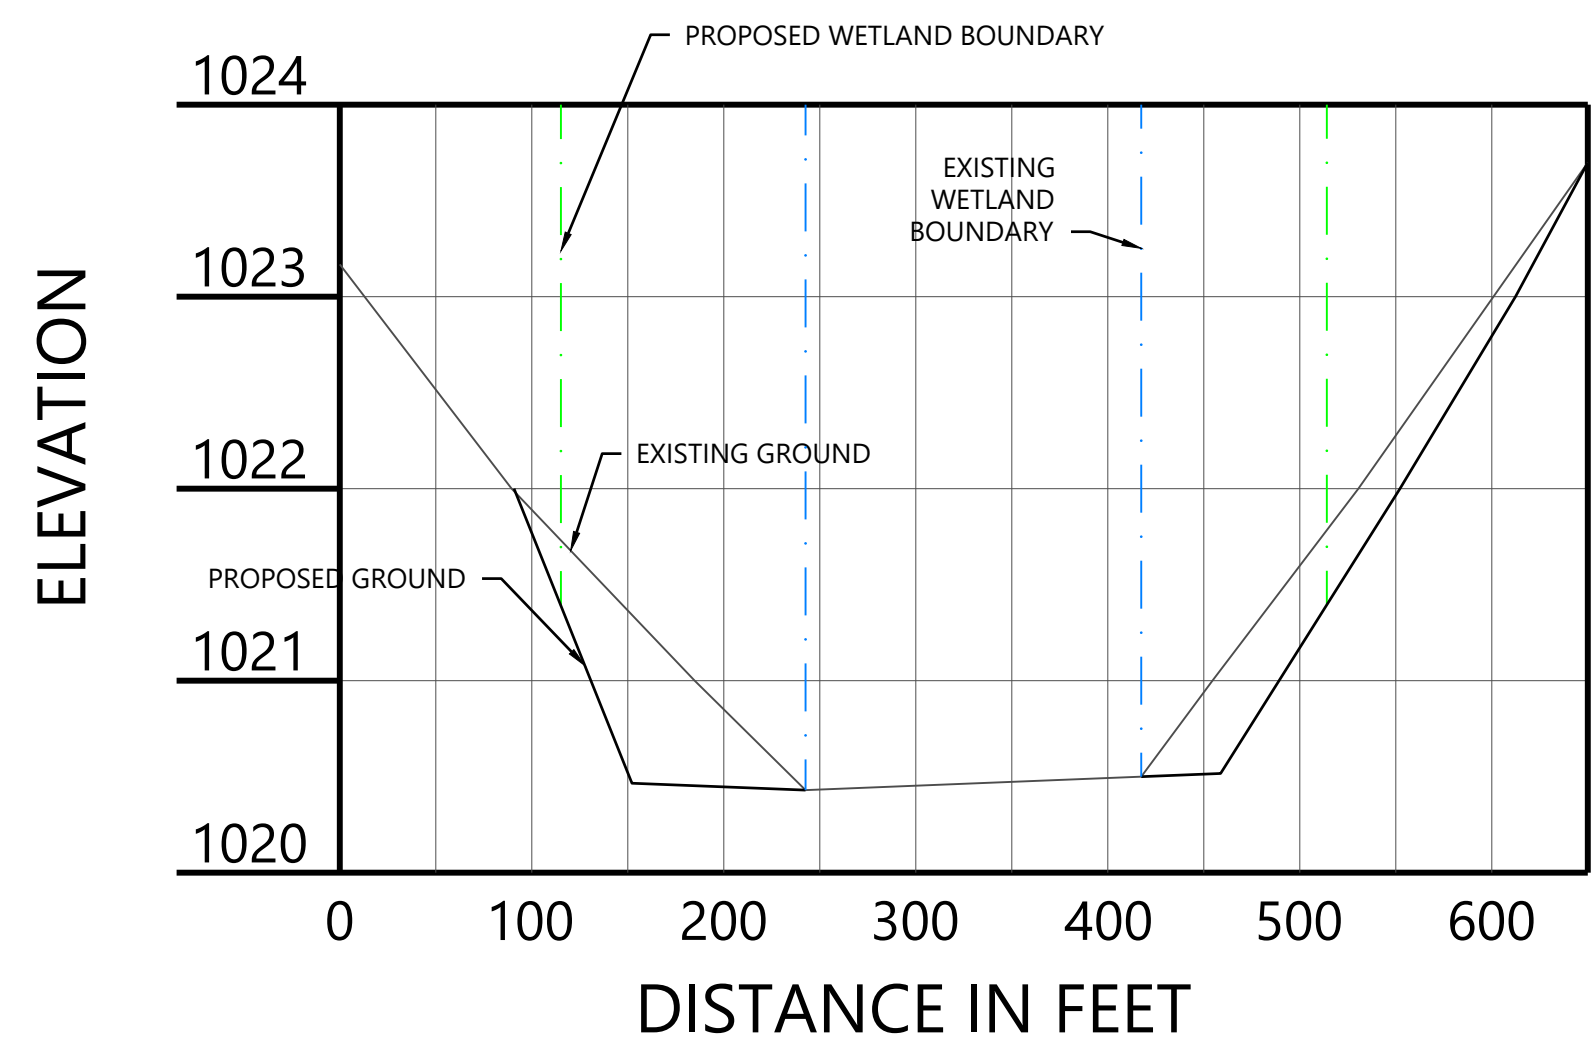 PROPOSED WETLAND BOUNDARY
1024
EXISTING
WETLAND
BOUNDARY
1023
ELEVATION
1022
EXISTING GROUND
PROPOSED GROUND
1021
1020
0 100 200 300 400 500 600
DISTANCE IN FEET